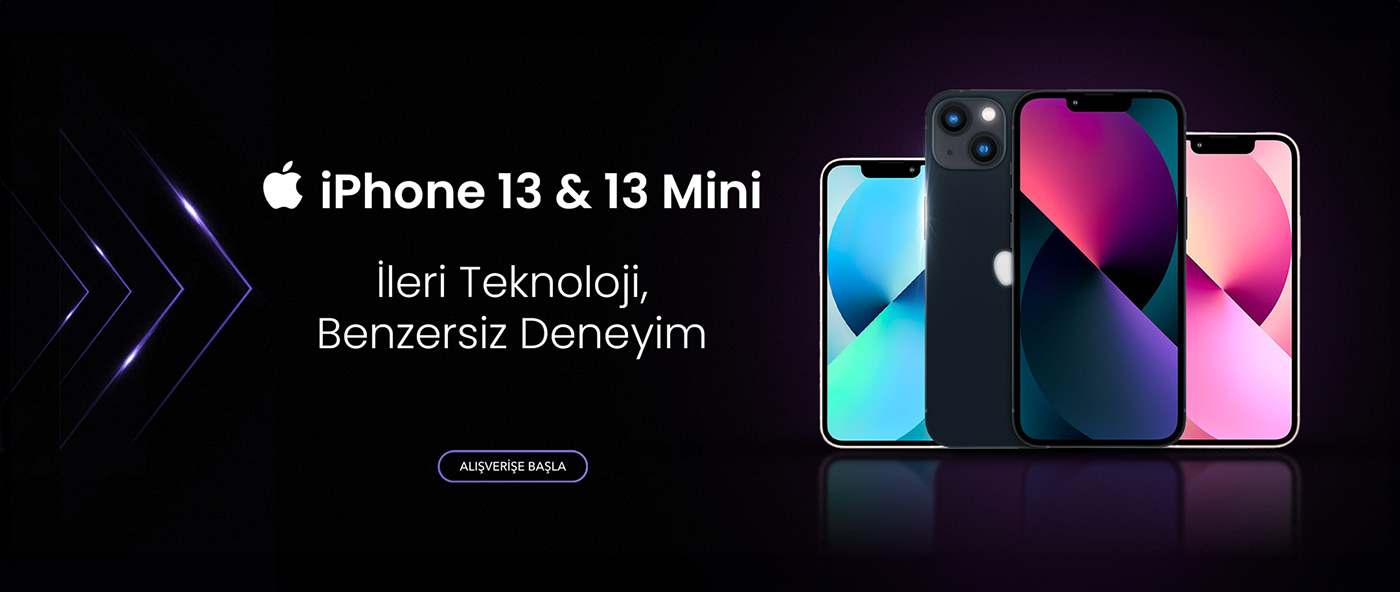 iPhone 13 & 13 Mini
İleri Teknoloji,
Benzersiz Deneyim
ALIŞVERİŞE BAŞLA